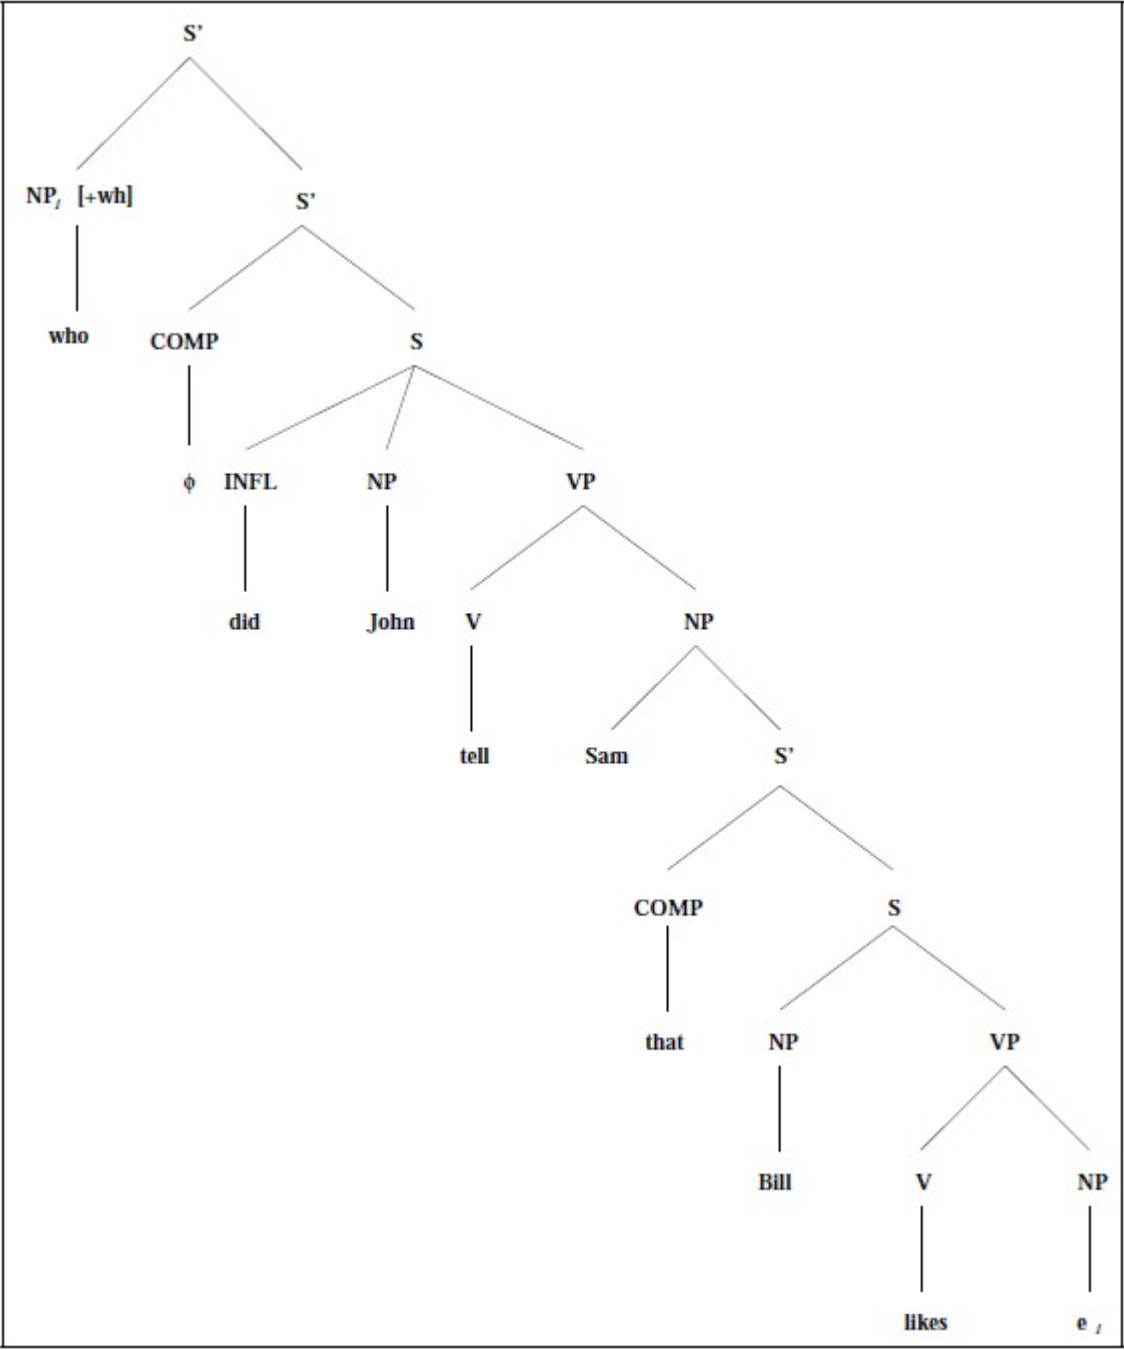 S’
NPi [+wh] S’
who COMP S
ϕ INFL NP VP
did John V NP
tell Sam S’
COMP S
that NP VP
Bill V NP
likes e i